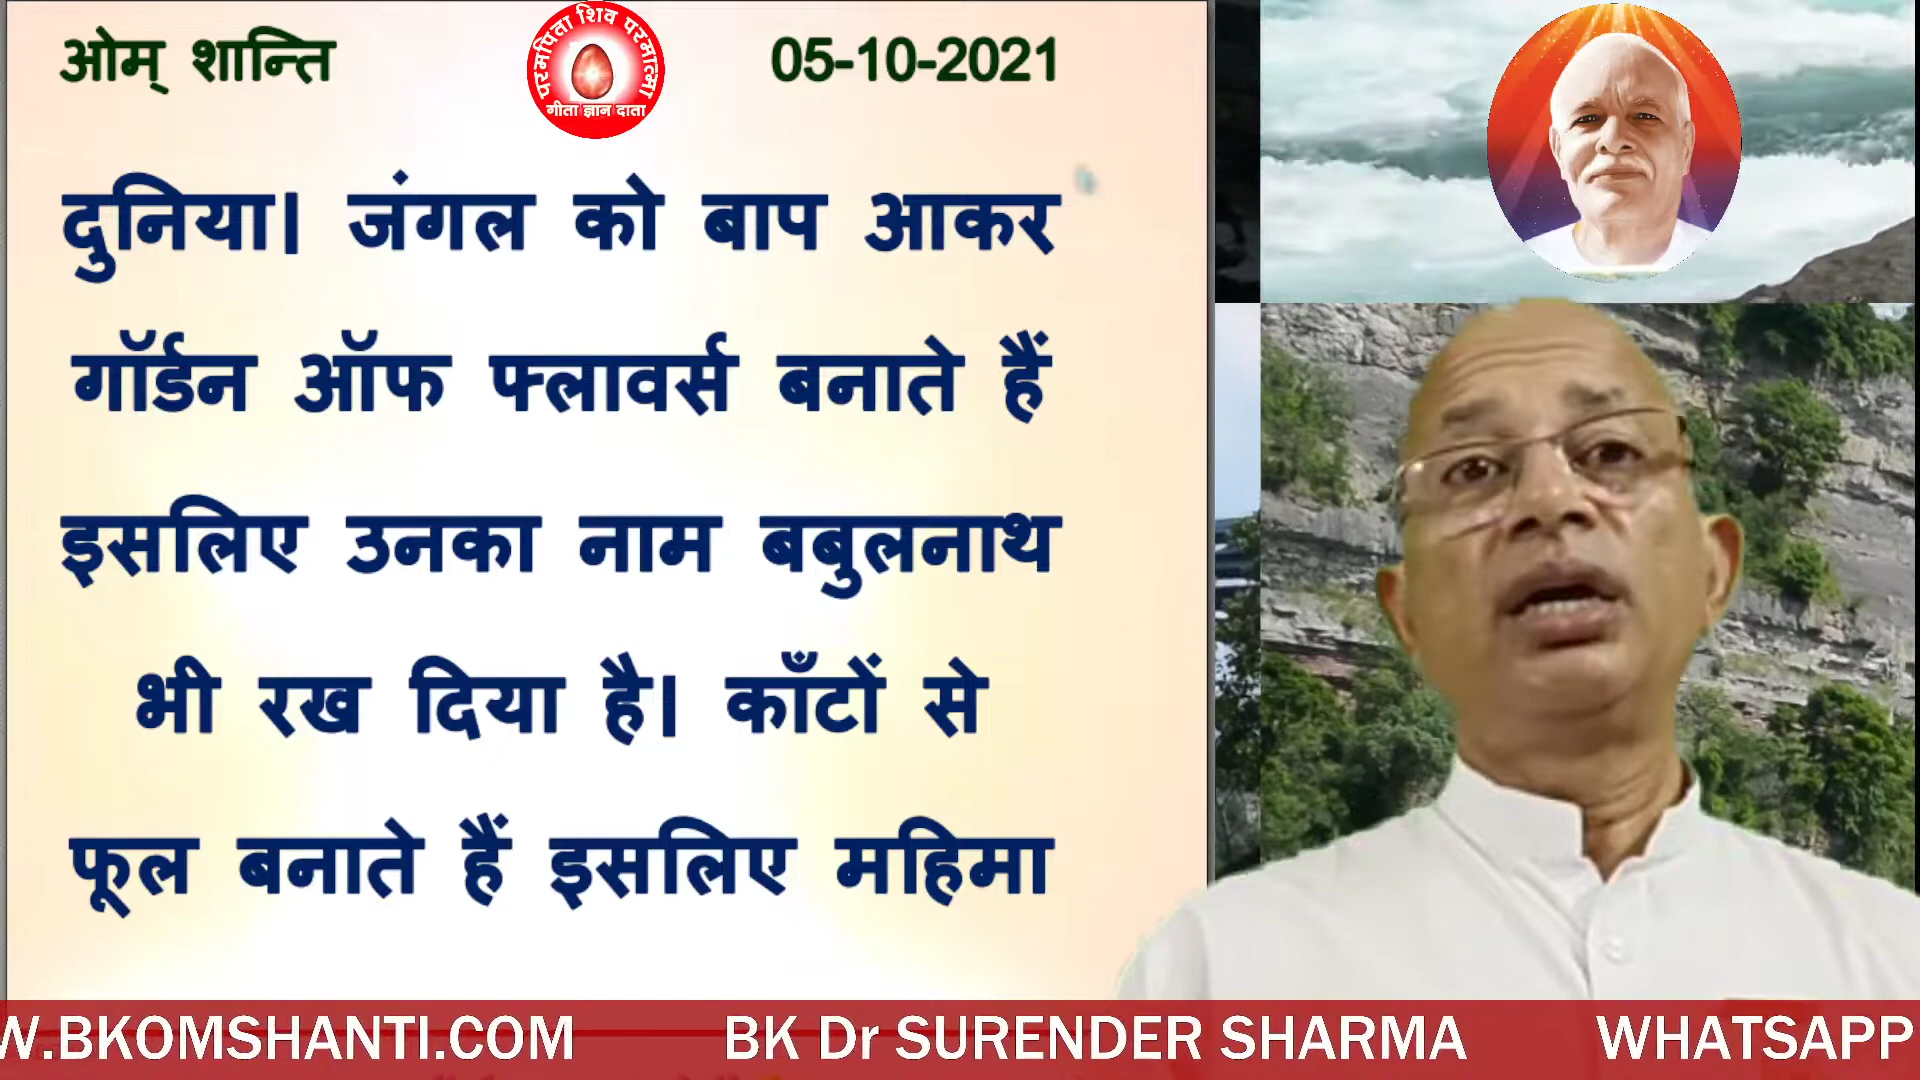 ओम् शान्ति
परमपिता शिव परमात्मा
गीता ज्ञान दाता
05-10-2021
दुनिया। जंगल को बाप आकर
गॉर्डन ऑफ फ्लावर्स बनाते हैं
इसलिए उनका नाम बबुलनाथ
भी रख दिया है। काँटों से
फूल बनाते हैं इसलिए महिमा
W.BKOMSHANTI.COM BK Dr SURENDER SHARMA WHATSAPP